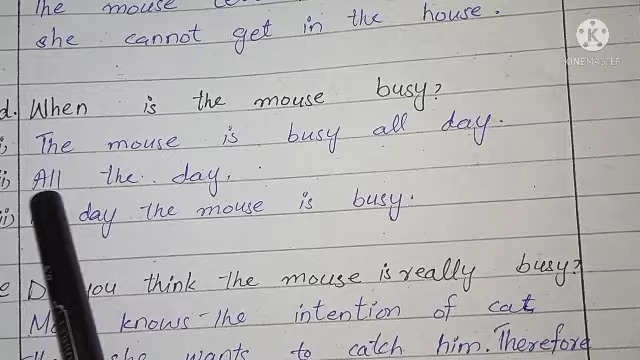 The mouse
she cannot get in the house.
d. When is the mouse busy?
i) The mouse is busy all day.
ii) All the day.
day the mouse is busy.
e D you think the mouse is really busy?
knows the intention of cat
she wants to catch him. Therefore
KINEMASTER